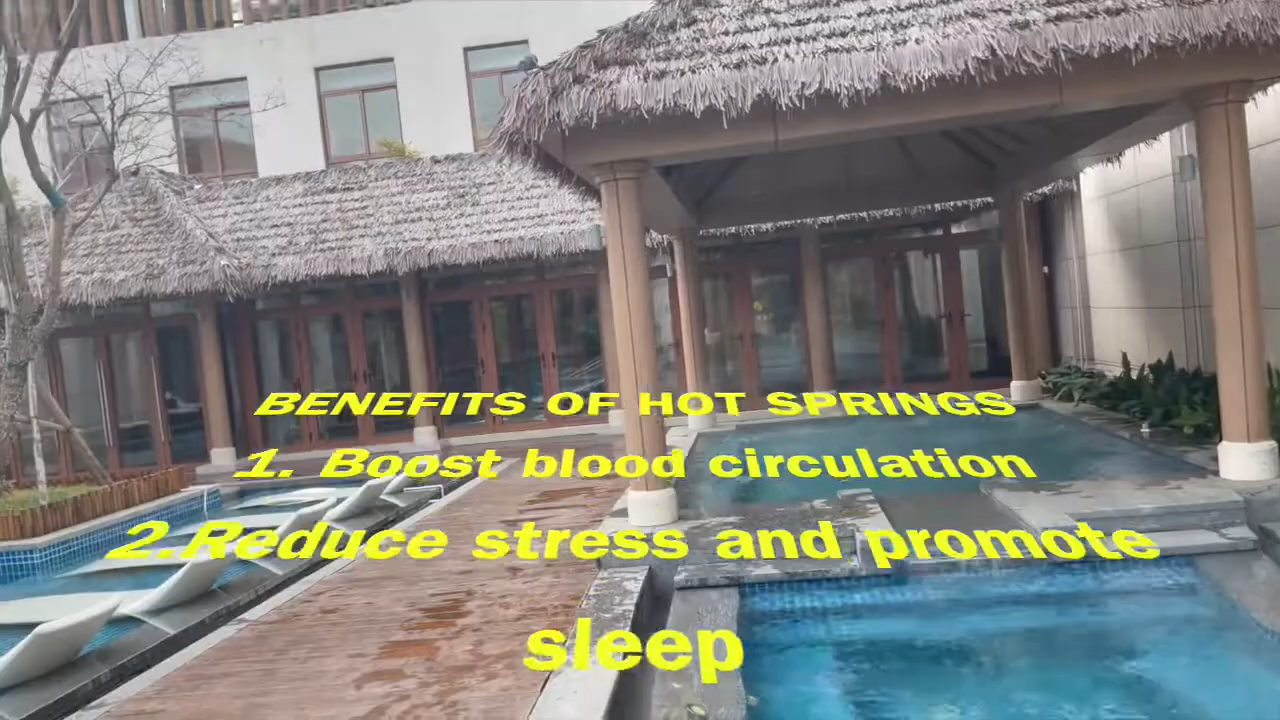 BENEFITS OF HOT SPRINGS
1. Boost blood circulation
2.Reduce stress and promote
sleep